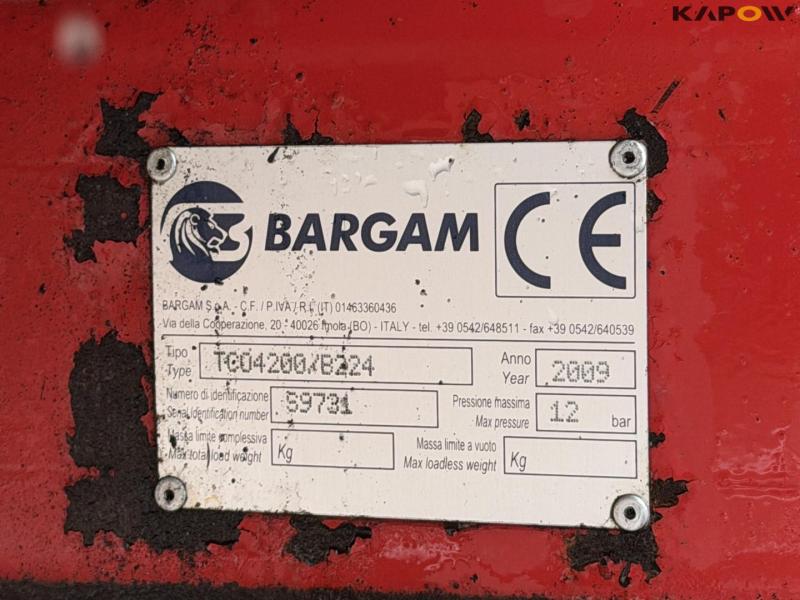 KAPOW
BARGAM CE
BARGAM S.p.A. - C.F. / P.IVA / R.I. (IT) 01463360436
Via della Cooperazione, 20 - 40026 Imola (BO) - ITALY - tel. +39 0542/648511 - fax +39 0542/640539
Tipo Anno
Type TCO4200/B224 Year 2009
Numero di identificazione Pressione massima
Serial identification number S9731 Max pressure 12 bar
Massa limite complessiva Massa limite a vuoto
Max total load weight Kg Max loadless weight Kg